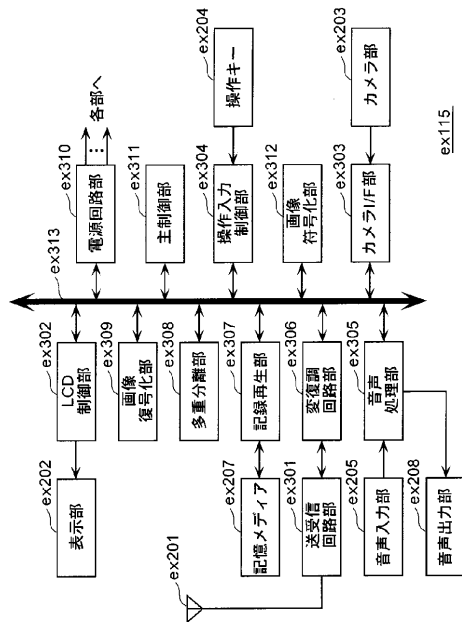 ex115
ex313
ex310
電源回路部
⋮
各部へ
ex311
主制御部
ex304
操作入力
制御部
ex204
操作キー
ex312
画像
符号化部
ex303
カメラI/F部
ex203
カメラ部
ex302
LCD
制御部
ex202
表示部
ex309
画像
復号化部
ex308
多重分離部
ex307
記録再生部
ex207
記憶メディア
ex306
変復調
回路部
ex301
送受信
回路部
ex201
ex305
音声
処理部
ex205
音声入力部
ex208
音声出力部